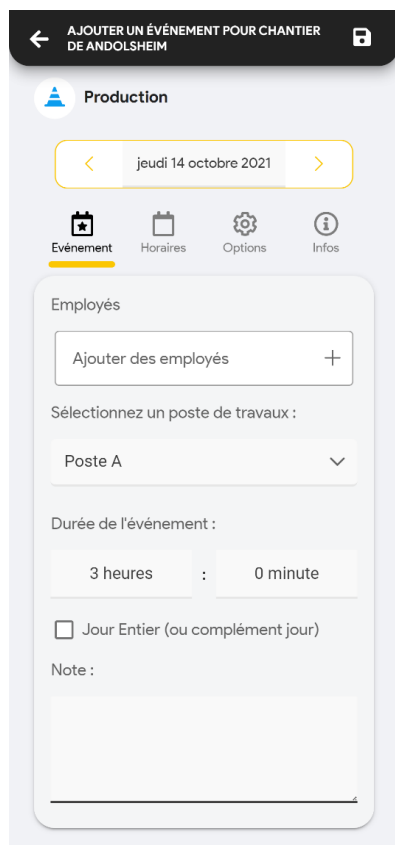 AJOUTER UN ÉVÉNEMENT POUR CHANTIER
DE ANDOLSHEIM
Production
jeudi 14 octobre 2021
Evénement Horaires Options Infos
Employés
Ajouter des employés
Sélectionnez un poste de travaux :
Poste A
Durée de l'événement :
3 heures : 0 minute
Jour Entier (ou complément jour)
Note :